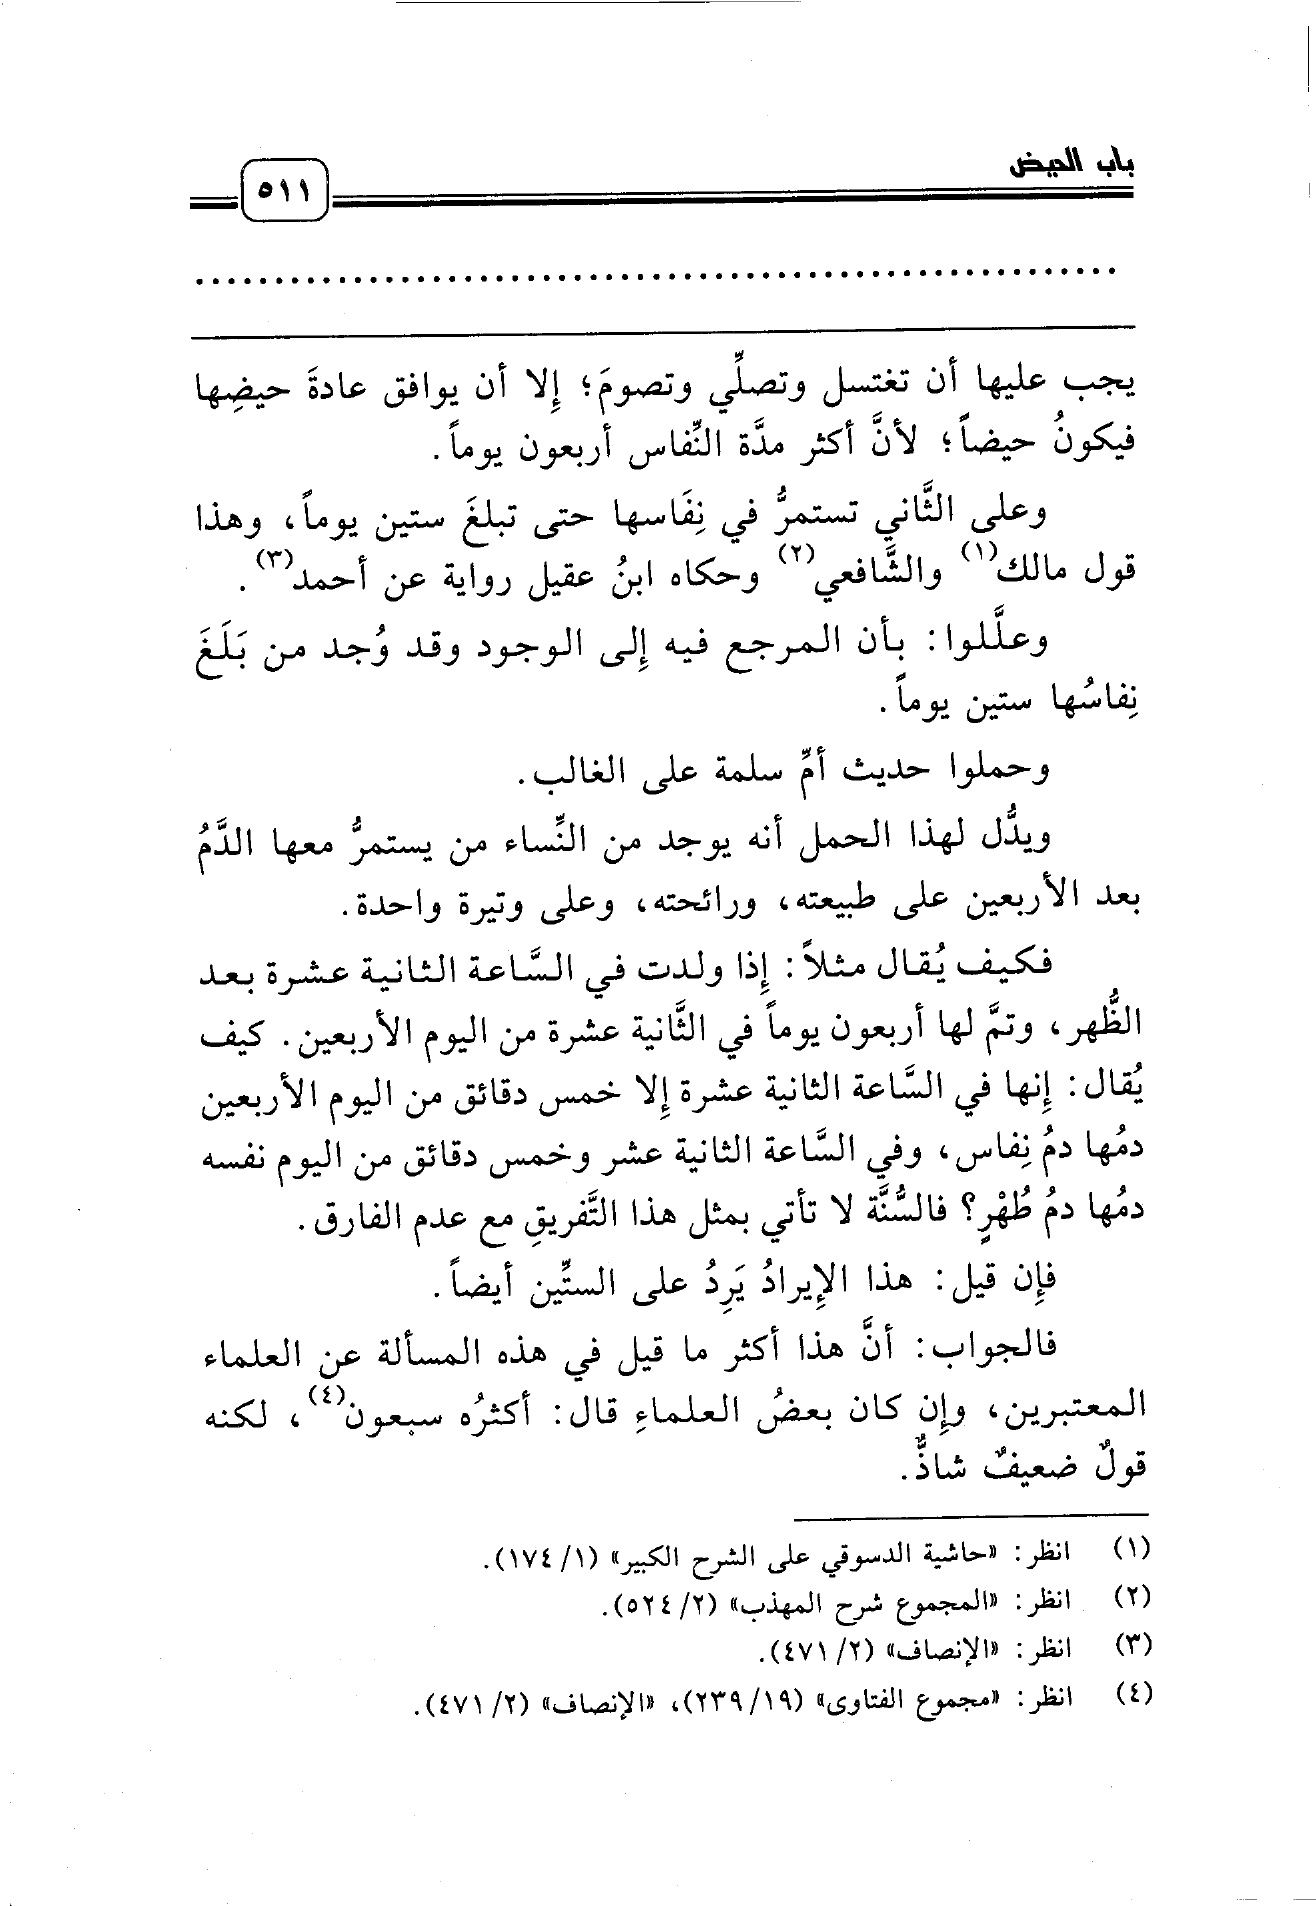 باب الحيض
٥١١
يجب عليها أن تغتسل وتصلِّي وتصومَ؛ إِلا أن يوافق عادةَ حيضِها
فيكونُ حيضاً؛ لأنَّ أكثر مدَّة النِّفاس أربعون يوماً.
وعلى الثَّاني تستمرُّ في نِفَاسها حتى تبلغَ ستين يوماً، وهذا
قول مالك(١) والشَّافعي(٢) وحكاه ابنُ عقيل رواية عن أحمد(٣).
وعلَّلوا: بأن المرجع فيه إِلى الوجود وقد وُجد من بَلَغَ
نِفاسُها ستين يوماً.
وحملوا حديث أمِّ سلمة على الغالب.
ويدُّل لهذا الحمل أنه يوجد من النِّساء من يستمرُّ معها الدَّمُ
بعد الأربعين على طبيعته، ورائحته، وعلى وتيرة واحدة.
فكيف يُقال مثلاً: إِذا ولدت في السَّاعة الثانية عشرة بعد
الظُّهر، وتمَّ لها أربعون يوماً في الثَّانية عشرة من اليوم الأربعين. كيف
يُقال: إِنها في السَّاعة الثانية عشرة إِلا خمس دقائق من اليوم الأربعين
دمُها دمُ نِفاس، وفي السَّاعة الثانية عشر وخمس دقائق من اليوم نفسه
دمُها دمُ طُهْرٍ؟ فالسُّنَّة لا تأتي بمثل هذا التَّفريقِ مع عدم الفارق.
فإِن قيل: هذا الإِيرادُ يَرِدُ على الستِّين أيضاً.
فالجواب: أنَّ هذا أكثر ما قيل في هذه المسألة عن العلماء
المعتبرين، وإِن كان بعضُ العلماءِ قال: أكثرُه سبعون(٤)، لكنه
قولٌ ضعيفٌ شاذٌّ.
(١) انظر: «حاشية الدسوقي على الشرح الكبير» (١/ ١٧٤).
(٢) انظر: «المجموع شرح المهذب» (٢/ ٥٢٤).
(٣) انظر: «الإنصاف» (٢/ ٤٧١).
(٤) انظر: «مجموع الفتاوى» (١٩/ ٢٣٩)، «الإنصاف» (٢/ ٤٧١).